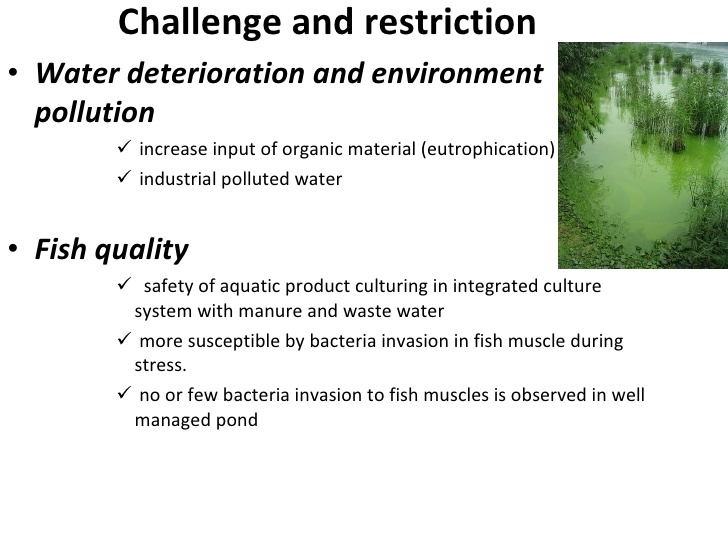 Challenge and restriction
• Water deterioration and environment
pollution
✓ increase input of organic material (eutrophication)
✓ industrial polluted water
• Fish quality
✓ safety of aquatic product culturing in integrated culture
system with manure and waste water
✓ more susceptible by bacteria invasion in fish muscle during
stress.
✓ no or few bacteria invasion to fish muscles is observed in well
managed pond